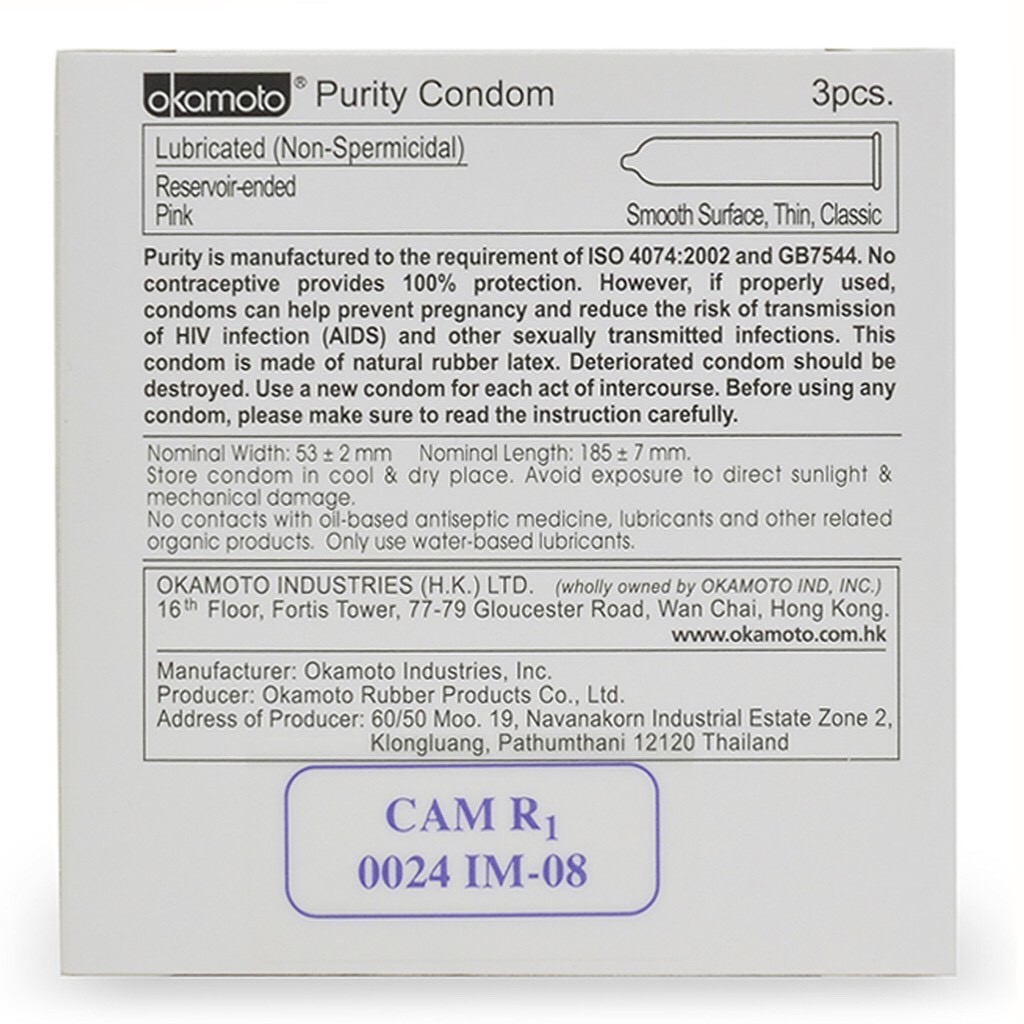 okamoto® Purity Condom 3pcs.
Lubricated (Non-Spermicidal)
Reservoir-ended
Pink Smooth Surface, Thin, Classic
Purity is manufactured to the requirement of ISO 4074:2002 and GB7544. No
contraceptive provides 100% protection. However, if properly used,
condoms can help prevent pregnancy and reduce the risk of transmission
of HIV infection (AIDS) and other sexually transmitted infections. This
condom is made of natural rubber latex. Deteriorated condom should be
destroyed. Use a new condom for each act of intercourse. Before using any
condom, please make sure to read the instruction carefully.
Nominal Width: 53 ± 2 mm Nominal Length: 185 ± 7 mm.
Store condom in cool & dry place. Avoid exposure to direct sunlight &
mechanical damage.
No contacts with oil-based antiseptic medicine, lubricants and other related
organic products. Only use water-based lubricants.
OKAMOTO INDUSTRIES (H.K.) LTD. (wholly owned by OKAMOTO IND, INC.)
16th Floor, Fortis Tower, 77-79 Gloucester Road, Wan Chai, Hong Kong.
www.okamoto.com.hk
Manufacturer: Okamoto Industries, Inc.
Producer: Okamoto Rubber Products Co., Ltd.
Address of Producer: 60/50 Moo. 19, Navanakorn Industrial Estate Zone 2,
Klongluang, Pathumthani 12120 Thailand
CAM R1
0024 IM-08